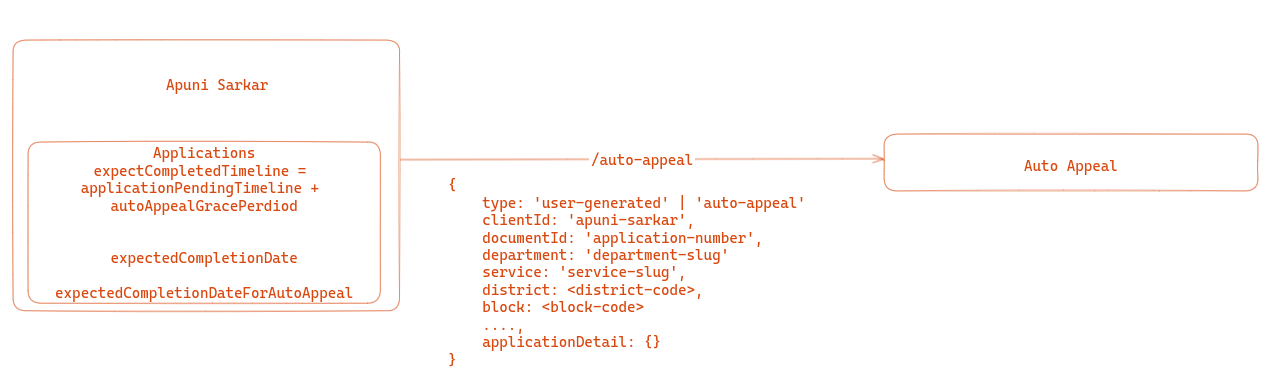 Apuni Sarkar
Applications
expectCompletedTimeline =
applicationPendingTimeline +
autoAppealGracePerdiod
expectedCompletionDate
expectedCompletionDateForAutoAppeal
/auto-appeal
{
type: 'user-generated' | 'auto-appeal'
clientId: 'apuni-sarkar',
documentId: 'application-number',
department: 'department-slug'
service: 'service-slug',
district: <district-code>,
block: <block-code>
....,
applicationDetail: {}
}
Auto Appeal